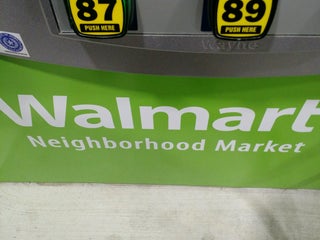 87 89
PUSH HERE PUSH HERE
Wayne
Walmart
Neighborhood Market